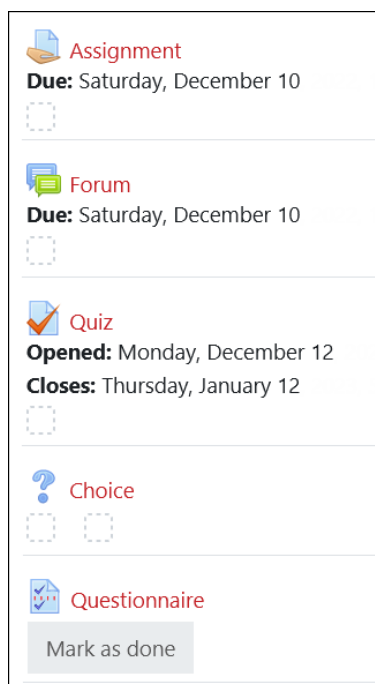 Assignment
Due: Saturday, December 10
Forum
Due: Saturday, December 10
Quiz
Opened: Monday, December 12
Closes: Thursday, January 12
Choice
Questionnaire
Mark as done